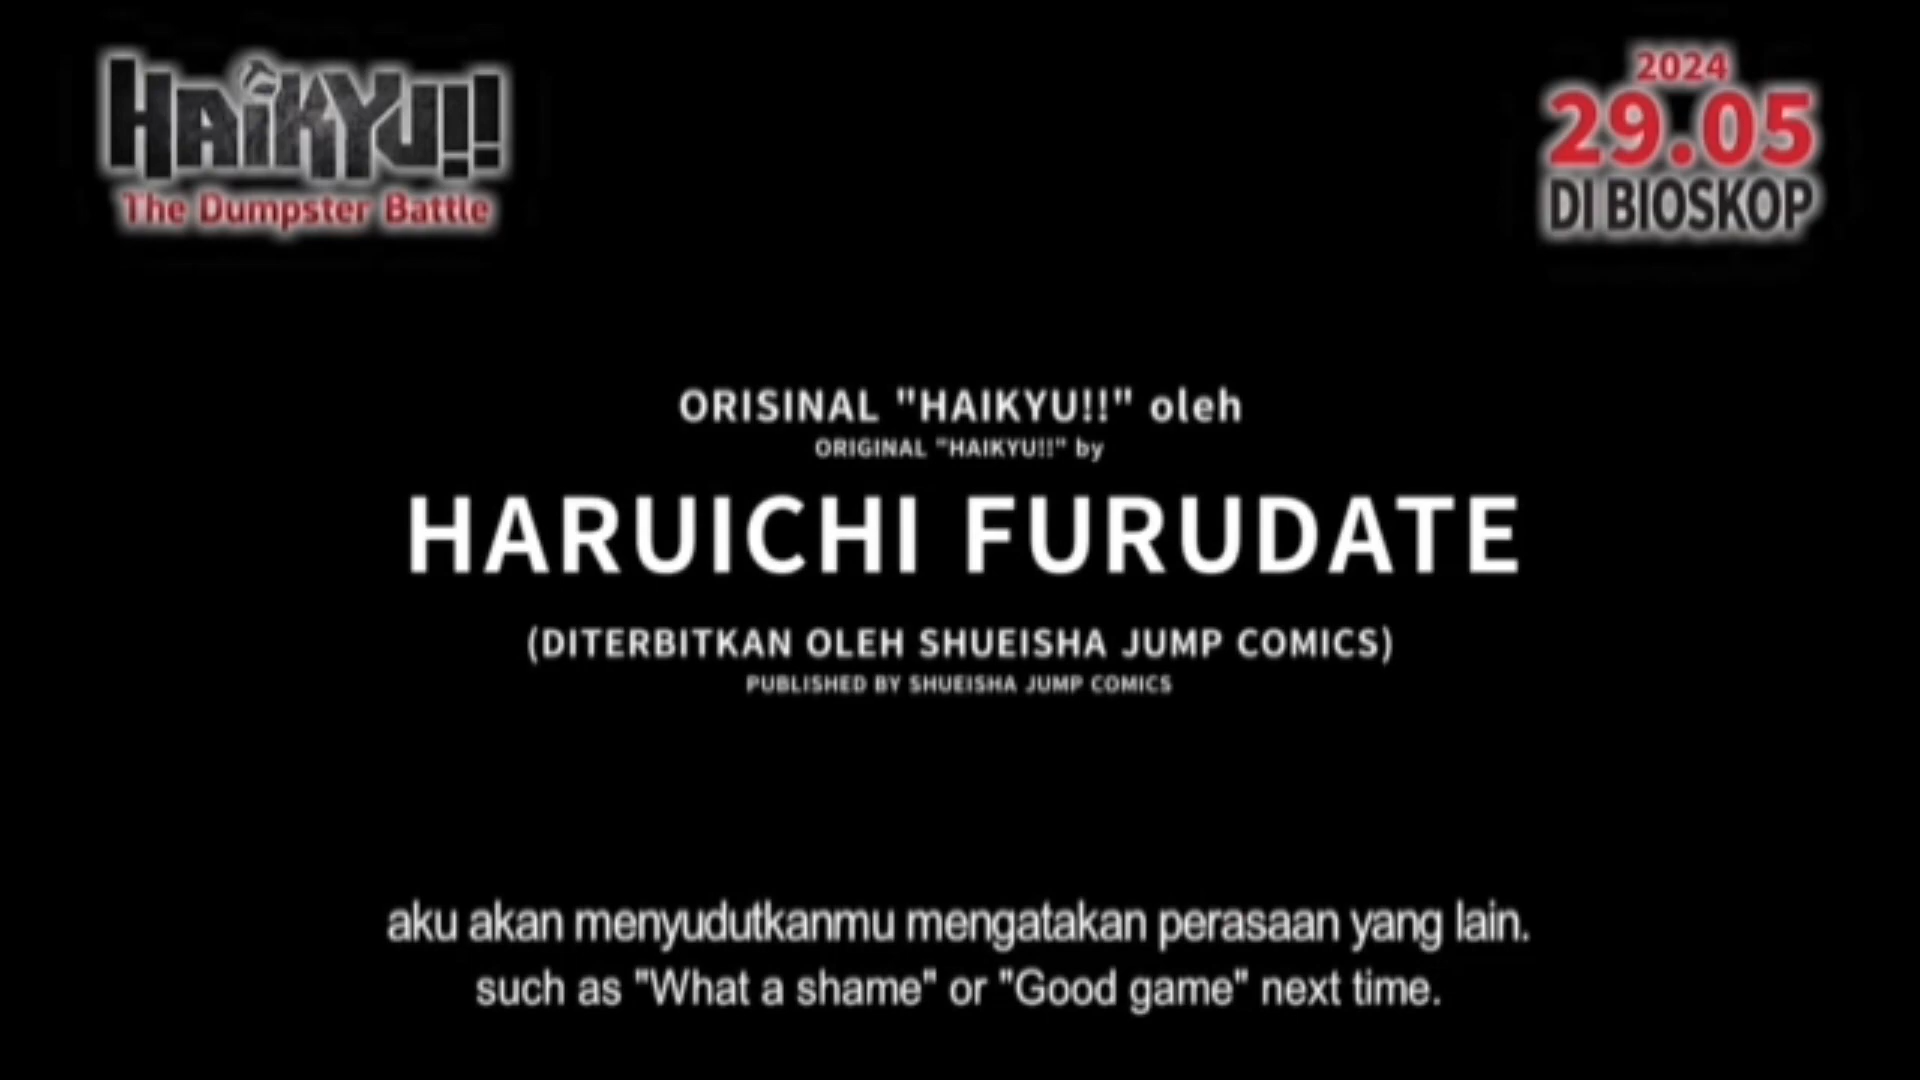 HAIKYU!!
The Dumpster Battle
2024
29.05
DI BIOSKOP
ORISINAL "HAIKYU!!" oleh
ORIGINAL "HAIKYU!!" by
HARUICHI FURUDATE
(DITERBITKAN OLEH SHUEISHA JUMP COMICS)
PUBLISHED BY SHUEISHA JUMP COMICS
aku akan menyudutkanmu mengatakan perasaan yang lain.
such as "What a shame" or "Good game" next time.